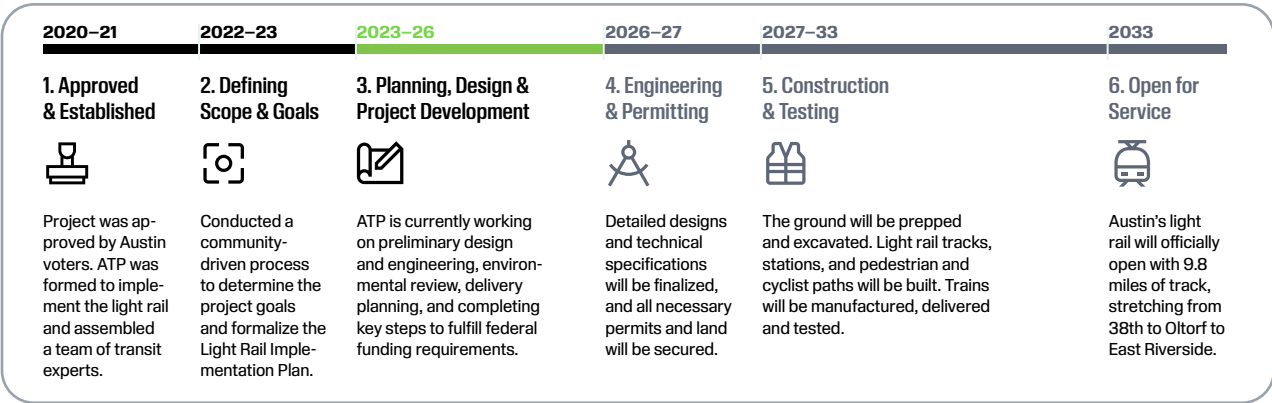 2020–21
1. Approved
& Established
Project was ap-
proved by Austin
voters. ATP was
formed to imple-
ment the light rail
and assembled
a team of transit
experts.
2022–23
2. Defining
Scope & Goals
Conducted a
community-
driven process
to determine the
project goals
and formalize the
Light Rail Imple-
mentation Plan.
2023–26
3. Planning, Design &
Project Development
ATP is currently working
on preliminary design
and engineering, environ-
mental review, delivery
planning, and completing
key steps to fulfill federal
funding requirements.
2026–27
4. Engineering
& Permitting
Detailed designs
and technical
specifications
will be finalized,
and all necessary
permits and land
will be secured.
2027–33
5. Construction
& Testing
The ground will be prepped
and excavated. Light rail tracks,
stations, and pedestrian and
cyclist paths will be built. Trains
will be manufactured, delivered
and tested.
2033
6. Open for
Service
Austin’s light
rail will officially
open with 9.8
miles of track,
stretching from
38th to Oltorf to
East Riverside.